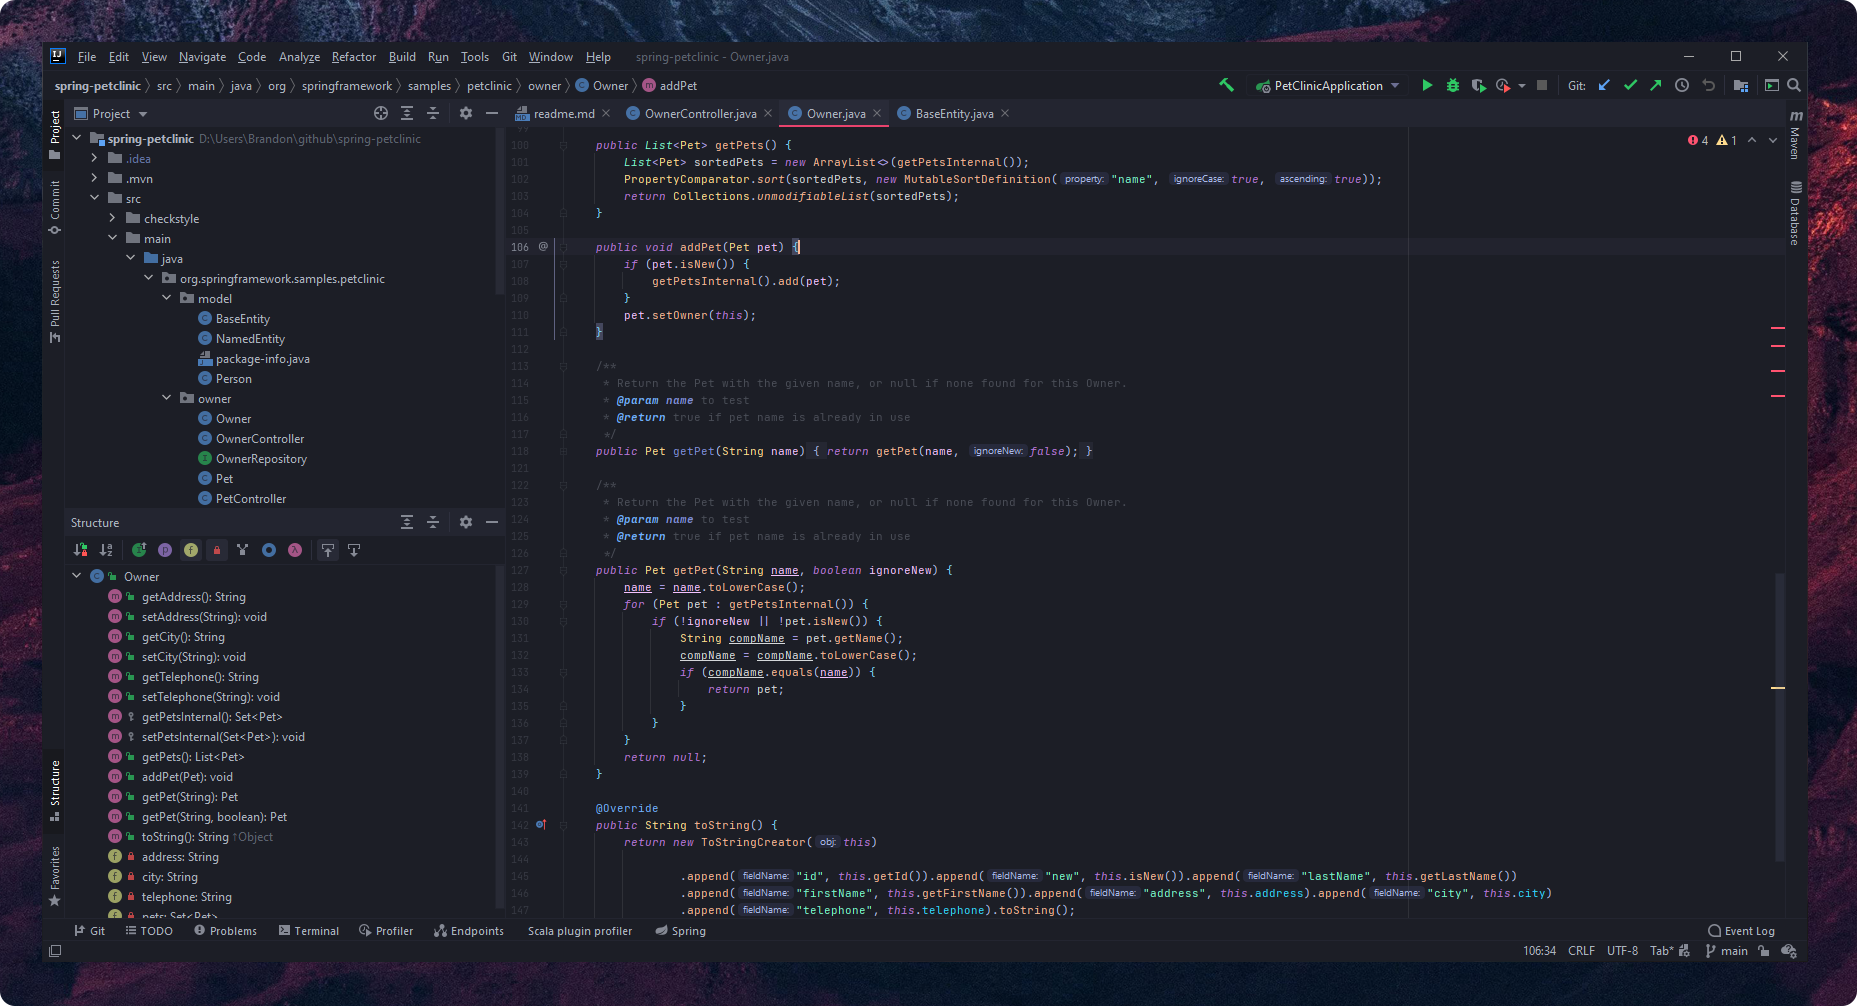 IJ File Edit View Navigate Code Analyze Refactor Build Run Tools Git Window Help spring-petclinic - Owner.java
spring-petclinic src main java org springframework samples petclinic owner Owner addPet PetClinicApplication Git:
Project
readme.md OwnerController.java Owner.java BaseEntity.java
Project
Commit
Pull Requests
Structure
Favorites
spring-petclinic D:\Users\Brandon\github\spring-petclinic
.idea
.mvn
src
checkstyle
main
java
org.springframework.samples.petclinic
model
BaseEntity
NamedEntity
package-info.java
Person
owner
Owner
OwnerController
OwnerRepository
Pet
PetController
Structure
Owner
getAddress(): String
setAddress(String): void
getCity(): String
setCity(String): void
getTelephone(): String
setTelephone(String): void
getPetsInternal(): Set<Pet>
setPetsInternal(Set<Pet>): void
getPets(): List<Pet>
addPet(Pet): void
getPet(String): Pet
getPet(String, boolean): Pet
toString(): String ↑Object
address: String
city: String
telephone: String
pets: Set<Pet>
4 1
100 public List<Pet> getPets() {
101 List<Pet> sortedPets = new ArrayList<>(getPetsInternal());
102 PropertyComparator.sort(sortedPets, new MutableSortDefinition( property: "name", ignoreCase: true, ascending: true));
103 return Collections.unmodifiableList(sortedPets);
104 }
105
106 @ public void addPet(Pet pet) {
107 if (pet.isNew()) {
108 getPetsInternal().add(pet);
109 }
110 pet.setOwner(this);
111 }
112
113 /**
114 * Return the Pet with the given name, or null if none found for this Owner.
115 * @param name to test
116 * @return true if pet name is already in use
117 */
118 public Pet getPet(String name) { return getPet(name, ignoreNew: false); }
121
122 /**
123 * Return the Pet with the given name, or null if none found for this Owner.
124 * @param name to test
125 * @return true if pet name is already in use
126 */
127 public Pet getPet(String name, boolean ignoreNew) {
128 name = name.toLowerCase();
129 for (Pet pet : getPetsInternal()) {
130 if (!ignoreNew || !pet.isNew()) {
131 String compName = pet.getName();
132 compName = compName.toLowerCase();
133 if (compName.equals(name)) {
134 return pet;
135 }
136 }
137 }
138 return null;
139 }
140
141 @Override
142 public String toString() {
143 return new ToStringCreator( obj: this)
144
145 .append( fieldName: "id", this.getId()).append( fieldName: "new", this.isNew()).append( fieldName: "lastName", this.getLastName())
146 .append( fieldName: "firstName", this.getFirstName()).append( fieldName: "address", this.address).append( fieldName: "city", this.city)
147 .append( fieldName: "telephone", this.telephone).toString();
m Maven
Database
Git TODO Problems Terminal Profiler Endpoints Scala plugin profiler Spring Event Log
106:34 CRLF UTF-8 Tab* main